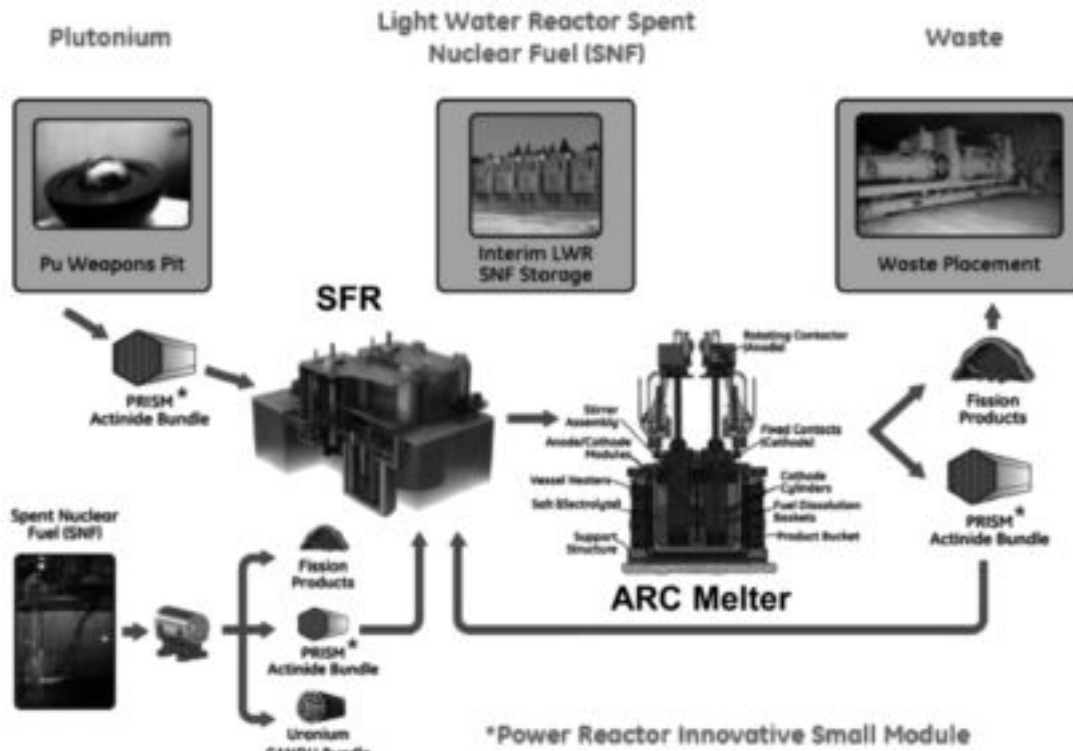 Plutonium
Light Water Reactor Spent
Nuclear Fuel (SNF)
Waste
Pu Weapons Pit
Interim LWR
SNF Storage
Waste Placement
SFR
PRISM*
Actinide Bundle
Rotating Contactor
(Anode)
Stirrer
Assembly
Anode/Cathode
Modules
Vessel Heaters
Salt Electrolyte
Support
Structure
Fixed Contacts
(Cathode)
Cathode
Cylinders
Fuel Dissolution
Baskets
Product Bucket
ARC Melter
Fission
Products
PRISM*
Actinide Bundle
Spent Nuclear
Fuel (SNF)
Fission
Products
PRISM*
Actinide Bundle
Uranium
CANDU Bundle
*Power Reactor Innovative Small Module